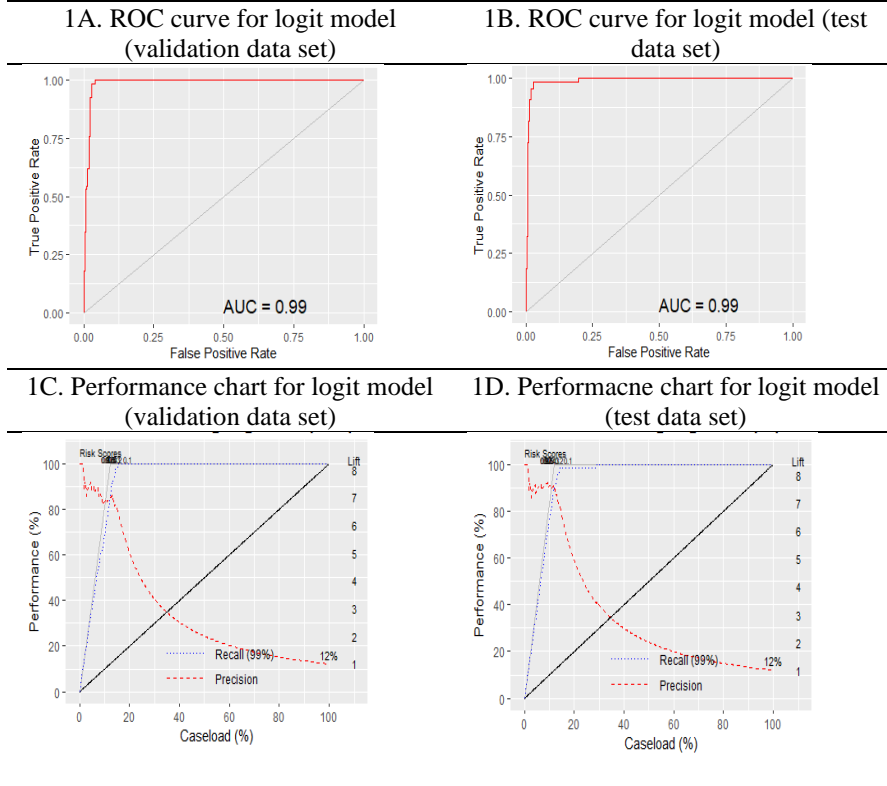 1A. ROC curve for logit model
(validation data set)
1B. ROC curve for logit model (test
data set)
1.00
0.75
0.50
0.25
0.00
True Positive Rate
AUC = 0.99
0.00 0.25 0.50 0.75 1.00
False Positive Rate
1.00
0.75
0.50
0.25
0.00
True Positive Rate
AUC = 0.99
0.00 0.25 0.50 0.75 1.00
False Positive Rate
1C. Performance chart for logit model
(validation data set)
1D. Performacne chart for logit model
(test data set)
Risk Scores
Lift
100
80
60
40
20
0
Performance (%)
8
7
6
5
4
3
2
1
12%
Recall (99%)
Precision
0 20 40 60 80 100
Caseload (%)
Risk Scores
Lift
100
80
60
40
20
0
Performance (%)
8
7
6
5
4
3
2
1
12%
Recall (99%)
Precision
0 20 40 60 80 100
Caseload (%)